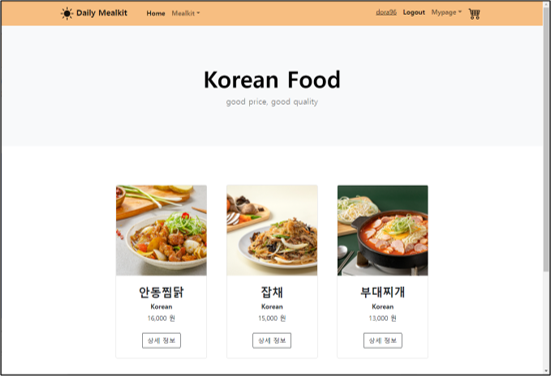 Daily Mealkit Home Mealkit dora96 Logout Mypage
Korean Food
good price, good quality
안동찜닭 잡채 부대찌개
Korean Korean Korean
16,000 원 15,000 원 13,000 원
상세 정보 상세 정보 상세 정보